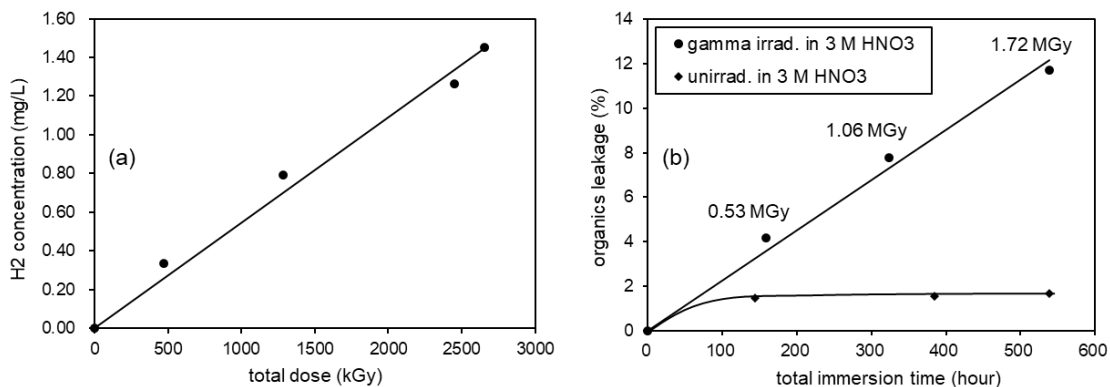 1.60
1.40
1.20
1.00
0.80
0.60
0.40
0.20
0.00
H2 concentration (mg/L)
(a)
0 500 1000 1500 2000 2500 3000
total dose (kGy)
14
12
10
8
6
4
2
0
organics leakage (%)
gamma irrad. in 3 M HNO3
unirrad. in 3 M HNO3
1.72 MGy
1.06 MGy
(b)
0.53 MGy
0 100 200 300 400 500 600
total immersion time (hour)